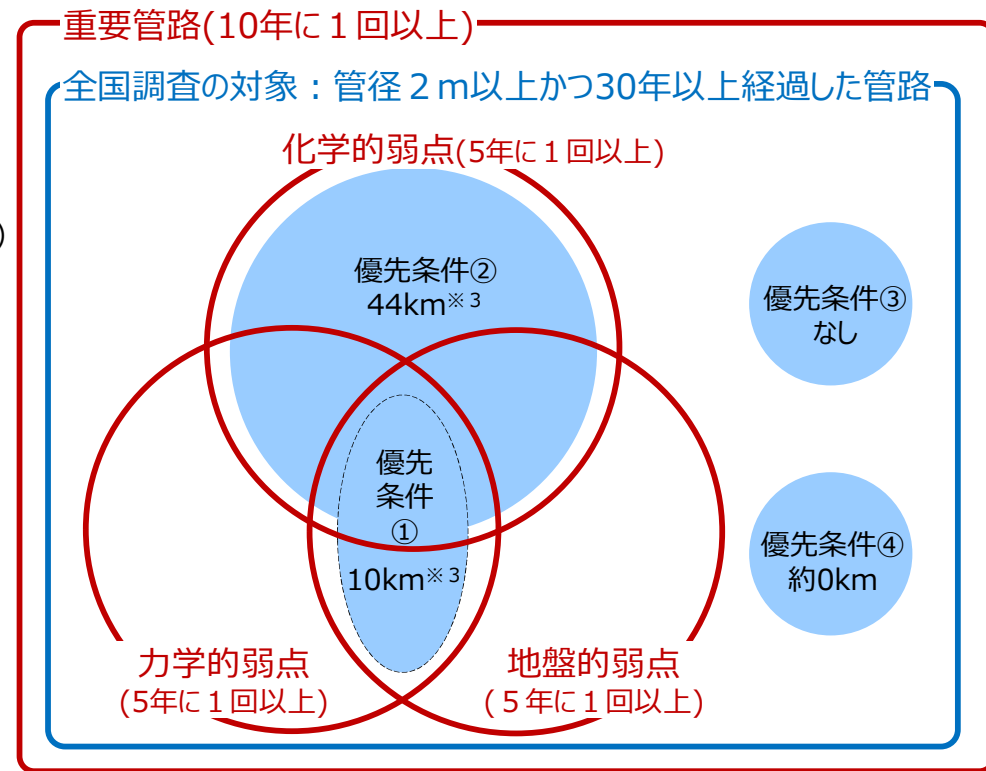 重要管路(10年に１回以上)
全国調査の対象：管径２ｍ以上かつ30年以上経過した管路
化学的弱点(5年に１回以上)
)
優先条件②
44km※３
優先条件③
なし
優先
条件
①
10km※３
優先条件④
約0km
力学的弱点
(5年に１回以上)
地盤的弱点
(５年に１回以上)